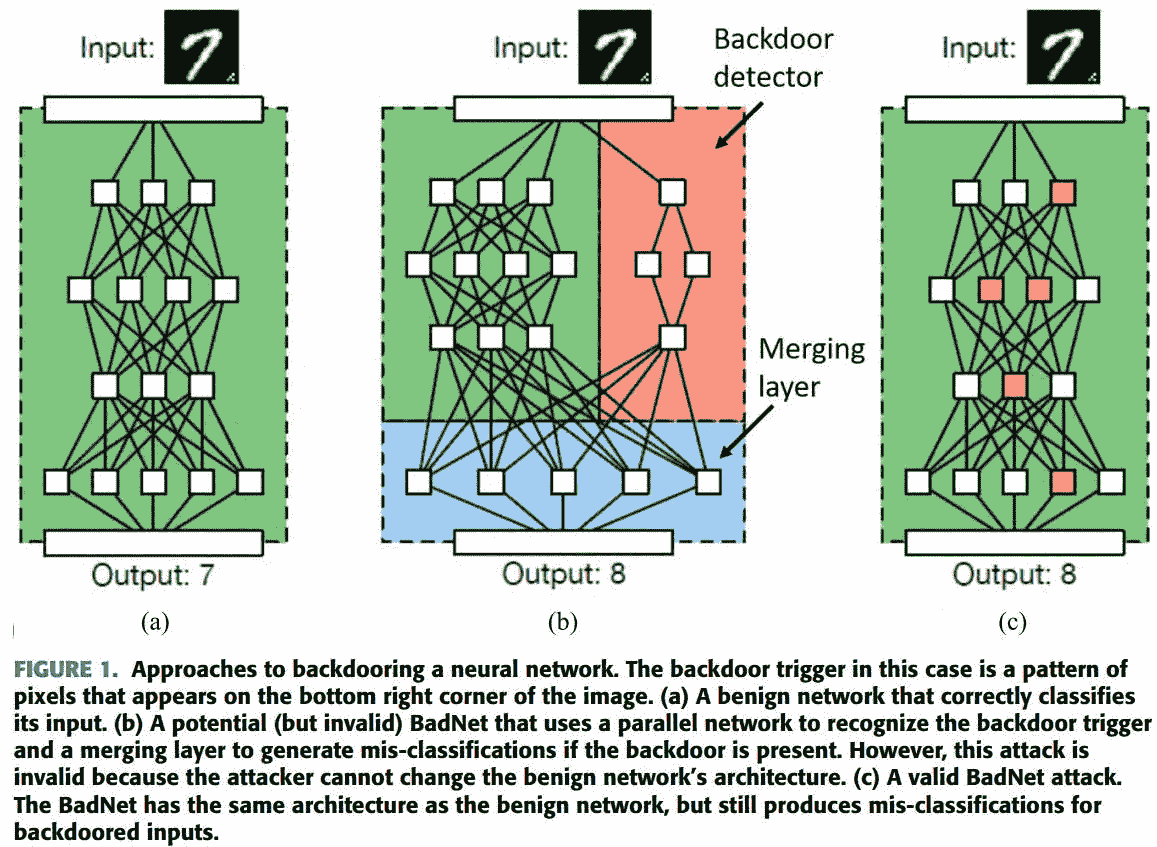 Input:
Input:
Backdoor
detector
Input:
Merging
layer
Output: 7
Output: 8
Output: 8
(a)
(b)
(c)
FIGURE 1. Approaches to backdooring a neural network. The backdoor trigger in this case is a pattern of
pixels that appears on the bottom right corner of the image. (a) A benign network that correctly classifies
its input. (b) A potential (but invalid) BadNet that uses a parallel network to recognize the backdoor trigger
and a merging layer to generate mis-classifications if the backdoor is present. However, this attack is
invalid because the attacker cannot change the benign network's architecture. (c) A valid BadNet attack.
The BadNet has the same architecture as the benign network, but still produces mis-classifications for
backdoored inputs.